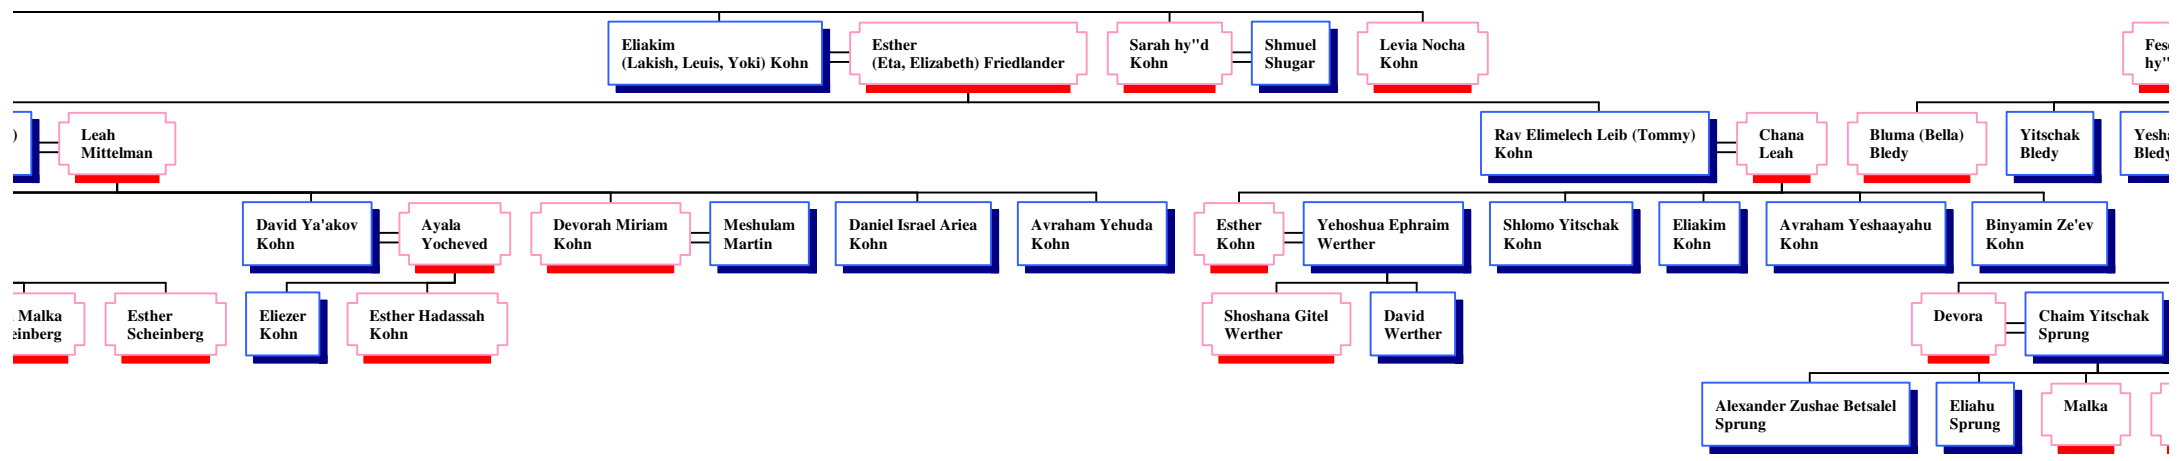 Eliakim
(Lakish, Leuis, Yoki) Kohn
Esther
(Eta, Elizabeth) Friedlander
Sarah hy"d
Kohn
Shmuel
Shugar
Levia Nocha
Kohn
hy"
)
Leah
Mittelman
Rav Elimelech Leib (Tommy)
Kohn
Chana
Leah
Bluma (Bella)
Bledy
Yitschak
Bledy
Bledy
David Ya'akov
Kohn
Ayala
Yocheved
Devorah Miriam
Kohn
Meshulam
Martin
Daniel Israel Ariea
Kohn
Avraham Yehuda
Kohn
Esther
Kohn
Yehoshua Ephraim
Werther
Shlomo Yitschak
Kohn
Eliakim
Kohn
Avraham Yeshaayahu
Kohn
Binyamin Ze'ev
Kohn
Malka
einberg
Esther
Scheinberg
Eliezer
Kohn
Esther Hadassah
Kohn
Shoshana Gitel
Werther
David
Werther
Devora
Chaim Yitschak
Sprung
Alexander Zushae Betsalel
Sprung
Eliahu
Sprung
Malka